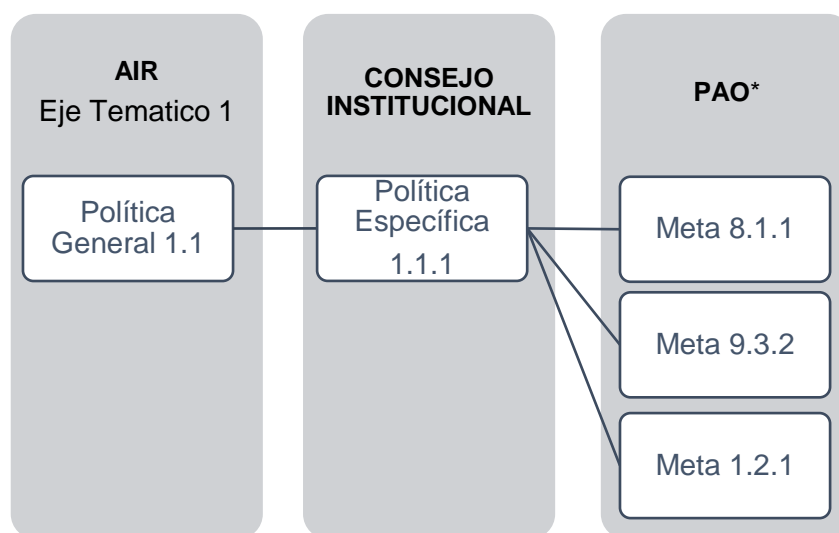 AIR
Eje Tematico 1
Política
General 1.1
CONSEJO
INSTITUCIONAL
Política
Específica
1.1.1
PAO*
Meta 8.1.1
Meta 9.3.2
Meta 1.2.1